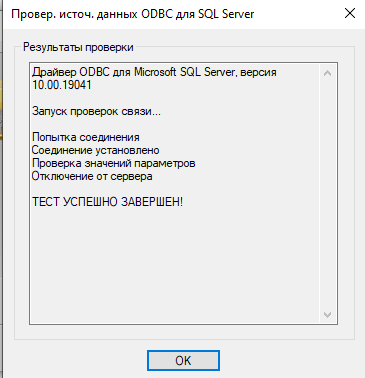 Провер. источ. данных ODBC для SQL Server
Результаты проверки
Драйвер ODBC для Microsoft SQL Server, версия
10.00.19041
Запуск проверок связи...
Попытка соединения
Соединение установлено
Проверка значений параметров
Отключение от сервера
ТЕСТ УСПЕШНО ЗАВЕРШЕН!
OK